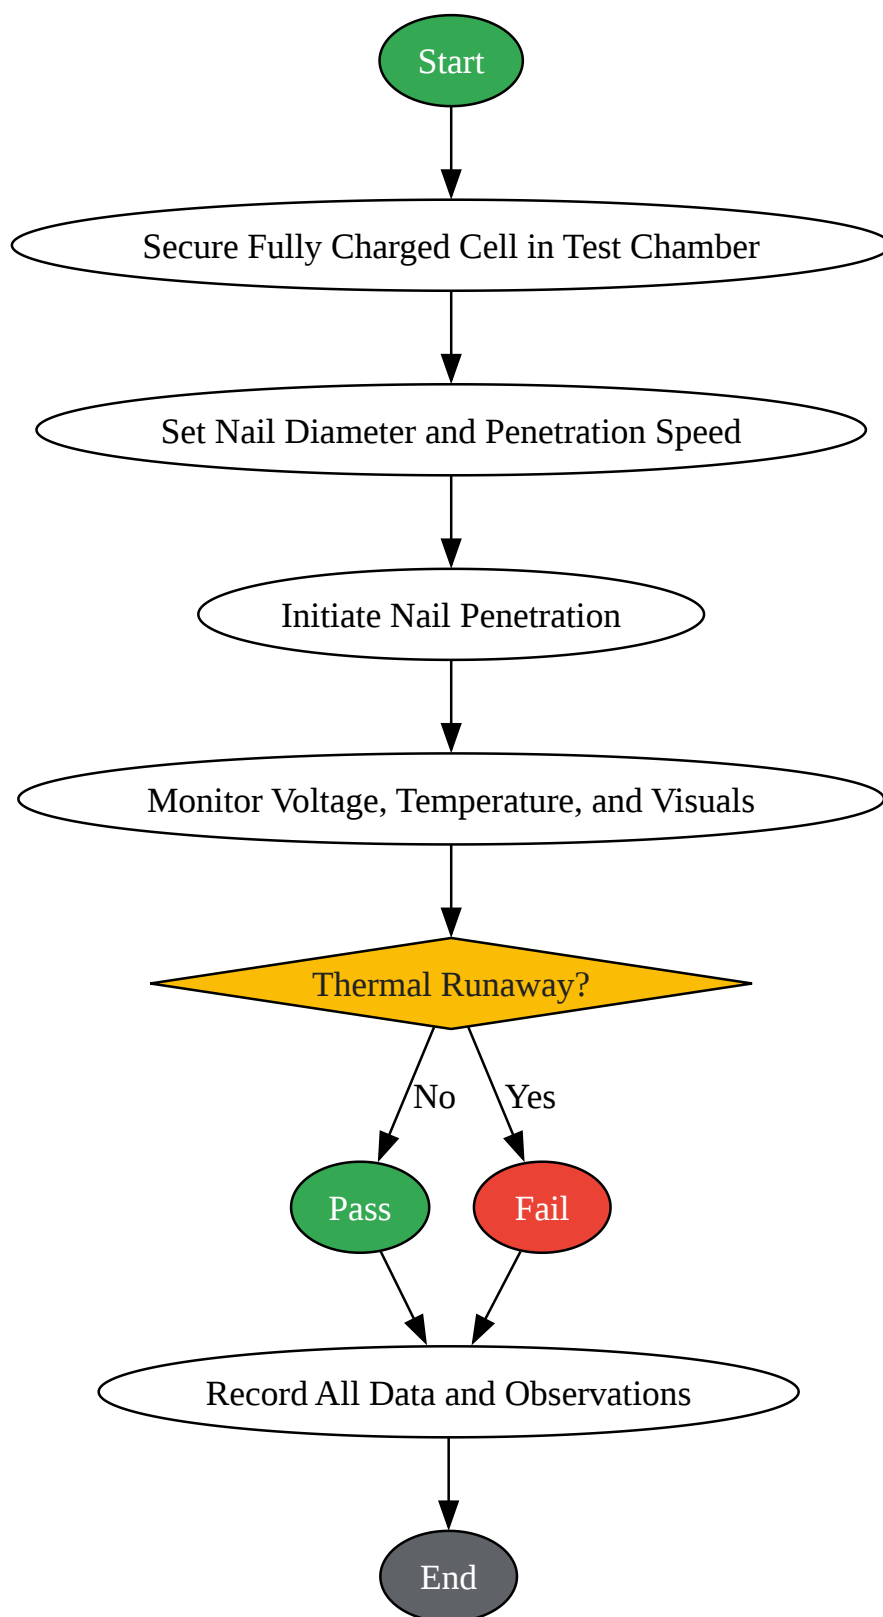 Start
Secure Fully Charged Cell in Test Chamber
Set Nail Diameter and Penetration Speed
Initiate Nail Penetration
Monitor Voltage, Temperature, and Visuals
Thermal Runaway?
No
Yes
Pass
Fail
Record All Data and Observations
End